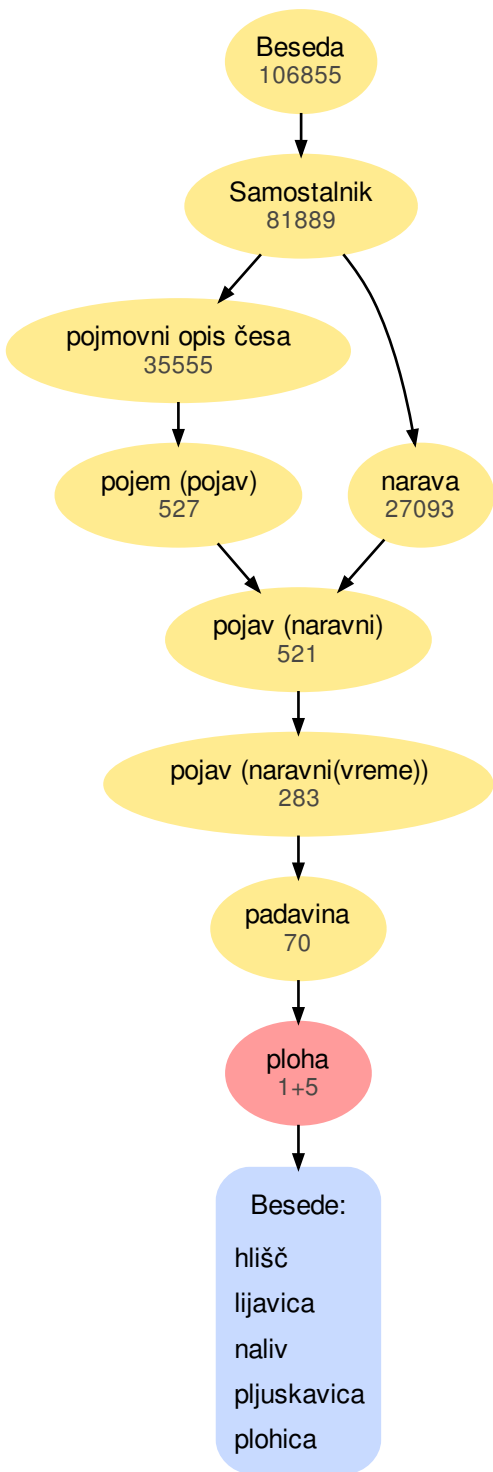 Beseda
106855
Samostalnik
81889
pojmovni opis česa
35555
pojem (pojav)
527
narava
27093
pojav (naravni)
521
pojav (naravni(vreme))
283
padavina
70
ploha
1+5
Besede:
hlišč
lijavica
naliv
pljuskavica
plohica